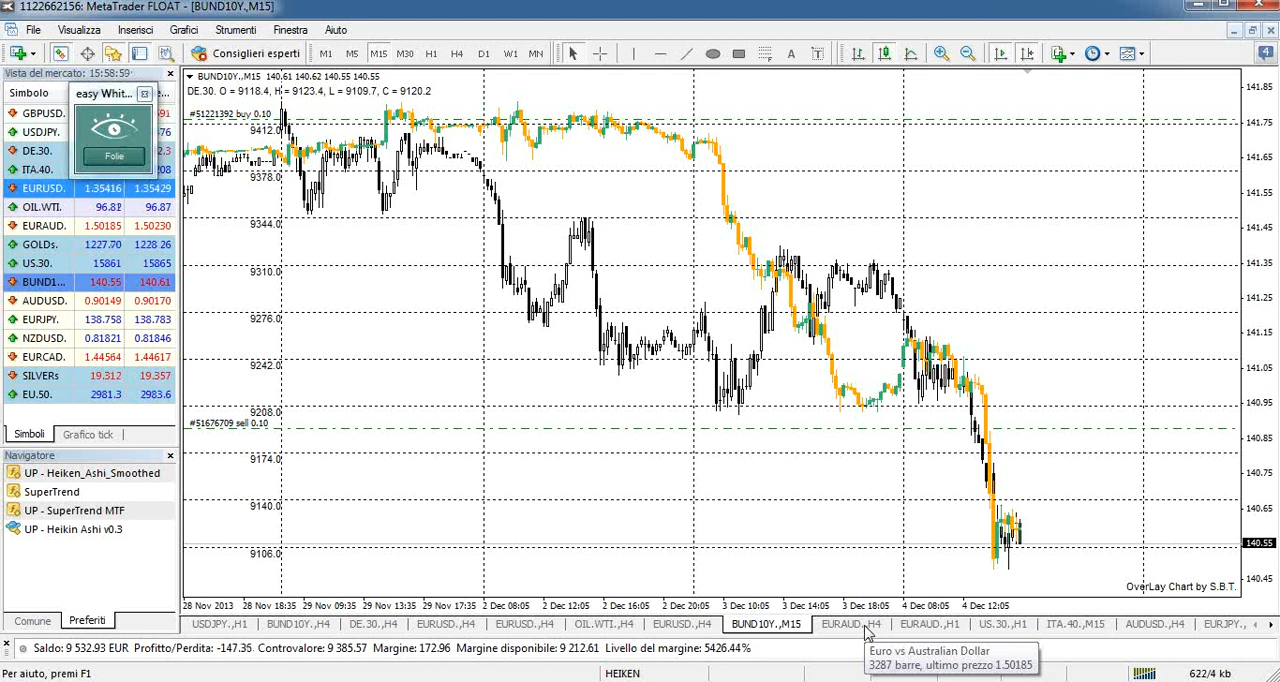 1122662156: MetaTrader FLOAT - [BUND10Y.,M15]
File Visualizza Inserisci Grafici Strumenti Finestra Aiuto
Consiglieri esperti M1 M5 M15 M30 H1 H4 D1 W1 MN A T 4
Vista del mercato: 15:58:59
Simbolo
easy Whit...
Folie
GBPUSD.
USDJPY.
DE.30.
ITA.40.
EURUSD. 1.35416 1.35429
OIL.WTI. 96.82 96.87
EURAUD. 1.50185 1.50230
GOLDs. 1227.70 1228.26
US.30. 15861 15865
BUND1... 140.55 140.61
AUDUSD. 0.90149 0.90170
EURJPY. 138.758 138.783
NZDUSD. 0.81821 0.81846
EURCAD. 1.44564 1.44617
SILVERs 19.312 19.357
EU.50. 2981.3 2983.6
Simboli Grafico tick
Navigatore
UP - Heiken_Ashi_Smoothed
SuperTrend
UP - SuperTrend MTF
UP - Heikin Ashi v0.3
Comune Preferiti
BUND10Y.,M15 140.61 140.62 140.55 140.55
DE.30. O = 9118.4, H = 9123.4, L = 9109.7, C = 9120.2
#51221392 buy 0.10
9412.0
9378.0
9344.0
9310.0
9276.0
9242.0
9208.0
#51676709 sell 0.10
9174.0
9140.0
9106.0
141.85
141.75
141.65
141.55
141.45
141.35
141.25
141.15
141.05
140.95
140.85
140.75
140.65
140.55
140.45
OverLay Chart by S.B.T.
28 Nov 2013 28 Nov 18:35 29 Nov 09:35 29 Nov 13:35 29 Nov 17:35 2 Dec 08:05 2 Dec 12:05 2 Dec 16:05 2 Dec 20:05 3 Dec 10:05 3 Dec 14:05 3 Dec 18:05 4 Dec 08:05 4 Dec 12:05
USDJPY.,H1 BUND10Y.,H4 DE.30.,H4 EURUSD.,H4 EURUSD.,H4 OIL.WTI.,H4 EURUSD.,H4 BUND10Y.,M15 EURAUD.,H4 EURAUD.,H1 US.30.,H1 ITA.40.,M15 AUDUSD.,H4 EURJPY.,
Euro vs Australian Dollar
3287 barre, ultimo prezzo 1.50185
Saldo: 9 532.93 EUR Profitto/Perdita: -147.36 Controvalore: 9 385.57 Margine: 172.96 Margine disponibile: 9 212.61 Livello del margine: 5426.44%
Per aiuto, premi F1 HEIKEN 622/4 kb